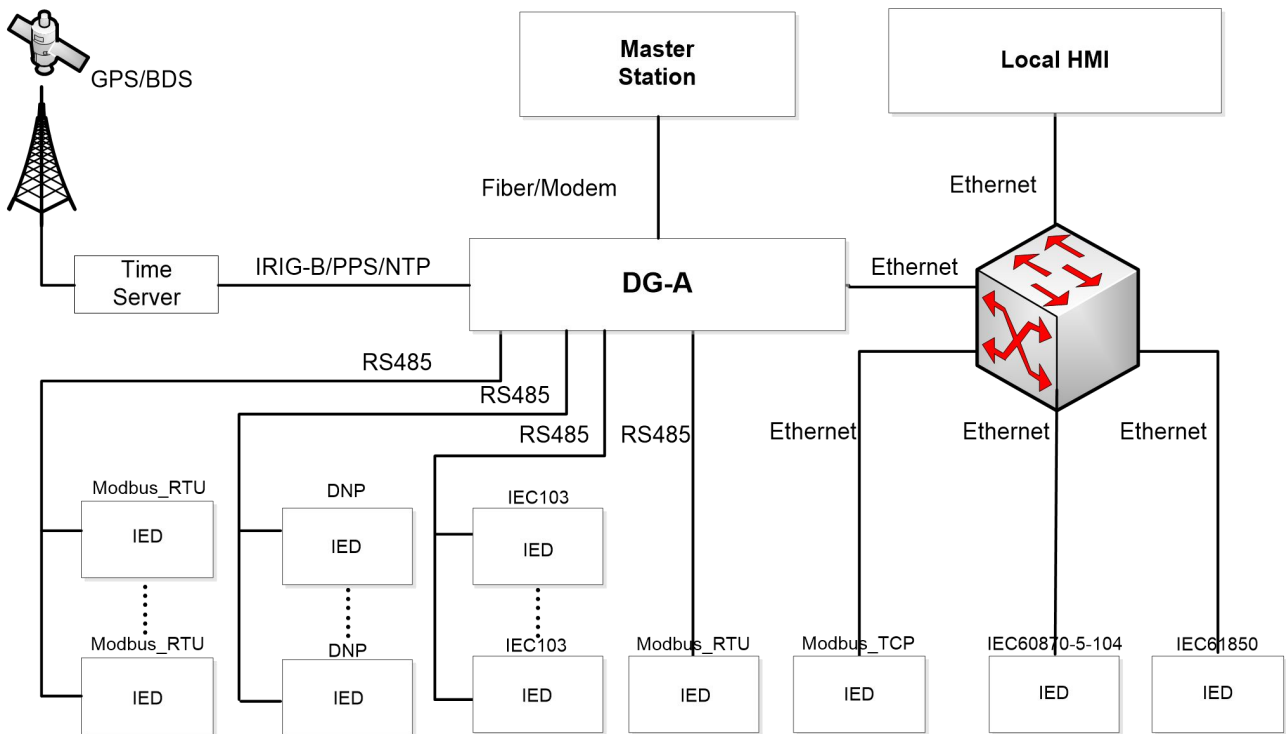 GPS/BDS
Master
Station
Local HMI
Fiber/Modem
Ethernet
Time
Server
IRIG-B/PPS/NTP
DG-A
Ethernet
RS485
RS485
RS485
RS485
Ethernet
Ethernet
Ethernet
Modbus_RTU
IED
DNP
IED
IEC103
IED
Modbus_RTU
IED
DNP
IED
IEC103
IED
Modbus_RTU
IED
Modbus_TCP
IED
IEC60870-5-104
IED
IEC61850
IED